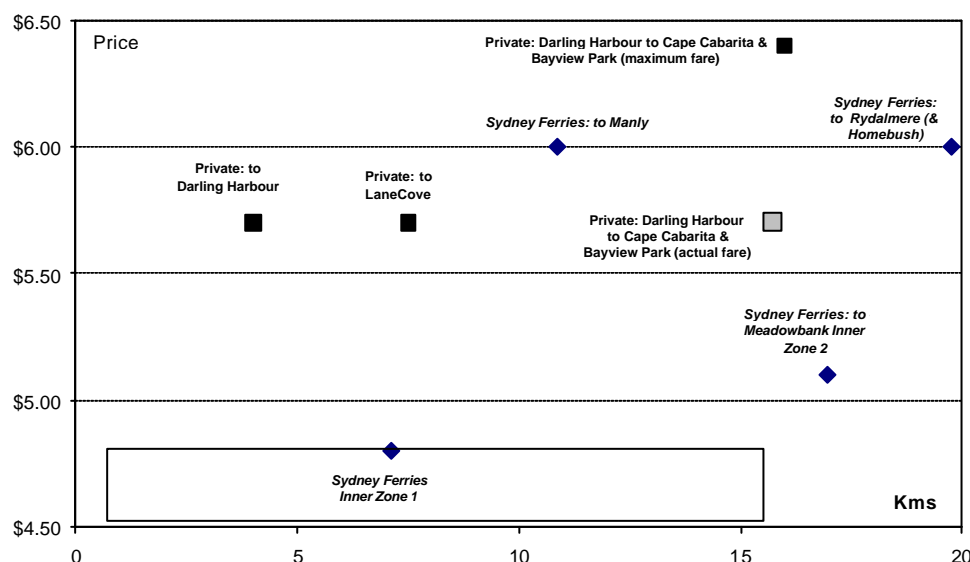 $6.50
Price
Private: Darling Harbour to Cape Cabarita &
Bayview Park (maximum fare)
Sydney Ferries:
to Rydalmere (&
Homebush)
Sydney Ferries: to Manly
$6.00
Private: to
Darling Harbour
Private: to
LaneCove
Private: Darling Harbour
to Cape Cabarita &
Bayview Park (actual fare)
$5.50
Sydney Ferries: to
Meadowbank Inner
Zone 2
$5.00
Sydney Ferries
Inner Zone 1
Kms
$4.50
0
5
10
15
20